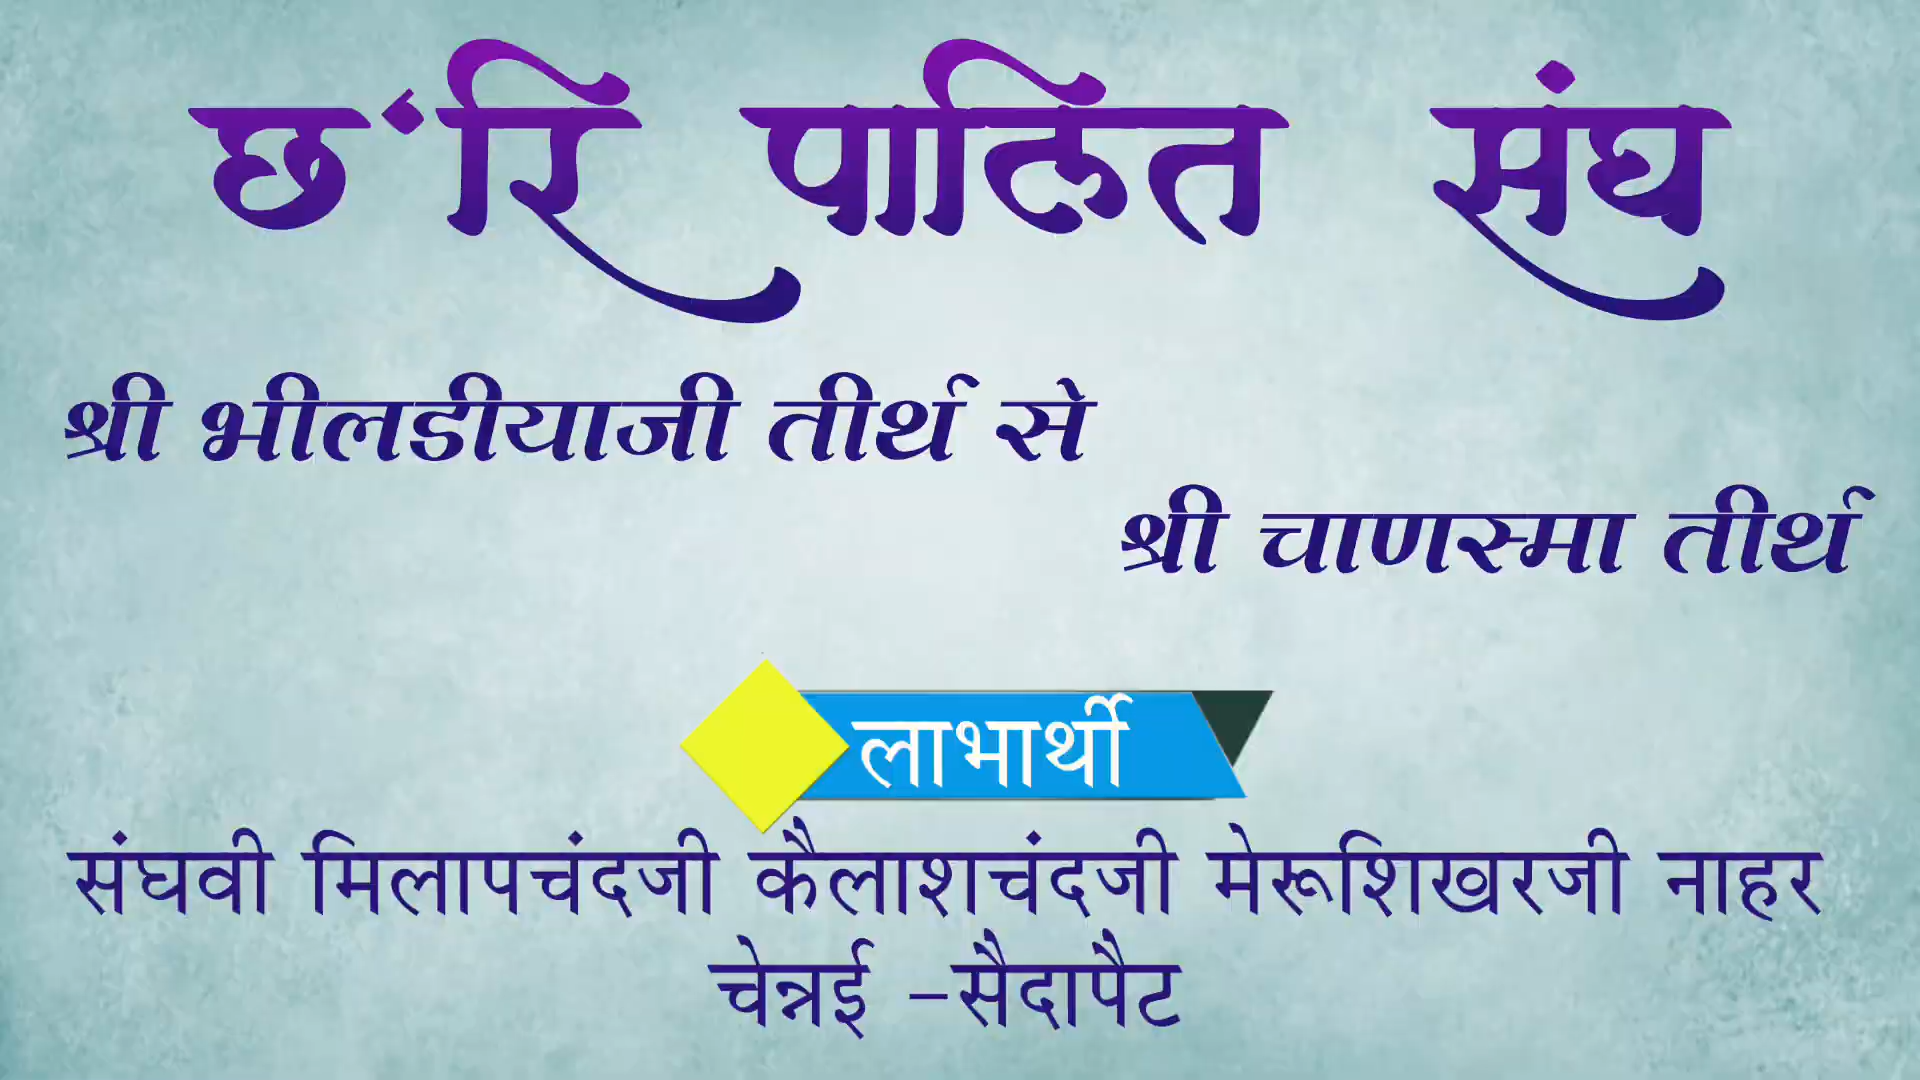 छ'रि पालित संघ
श्री भीलडीयाजी तीर्थ से
श्री चाणस्मा तीर्थ
लाभार्थी
संघवी मिलापचंदजी कैलाशचंदजी मेरूशिखरजी नाहर
चेन्नई -सैदापैट